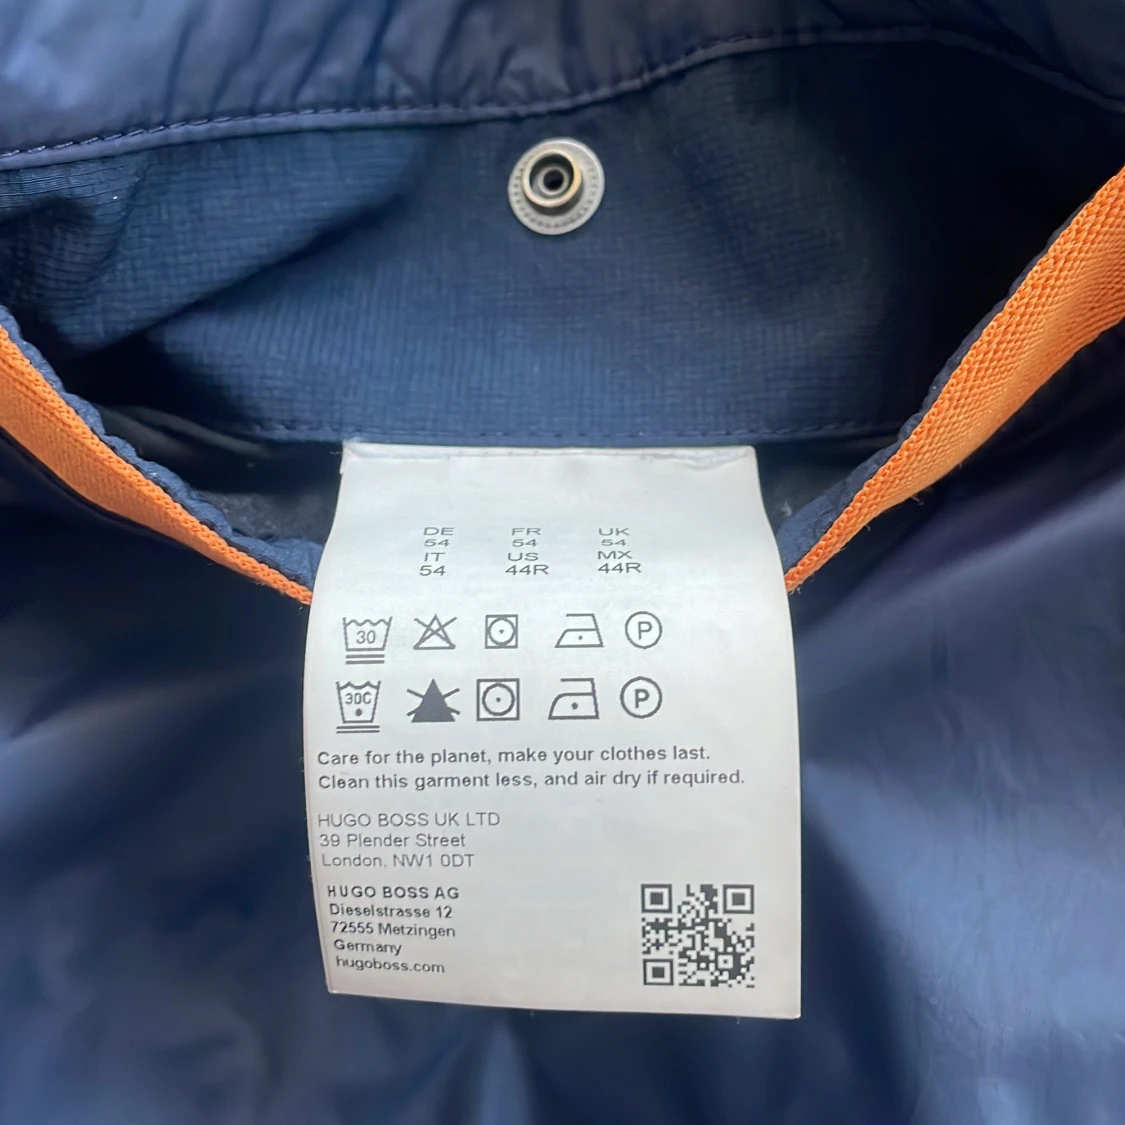 DE FR UK
54 54 54
IT US MX
54 44R 44R
30 P
30C P
Care for the planet, make your clothes last.
Clean this garment less, and air dry if required.
HUGO BOSS UK LTD
39 Plender Street
London, NW1 0DT
HUGO BOSS AG
Dieselstrasse 12
72555 Metzingen
Germany
hugoboss.com